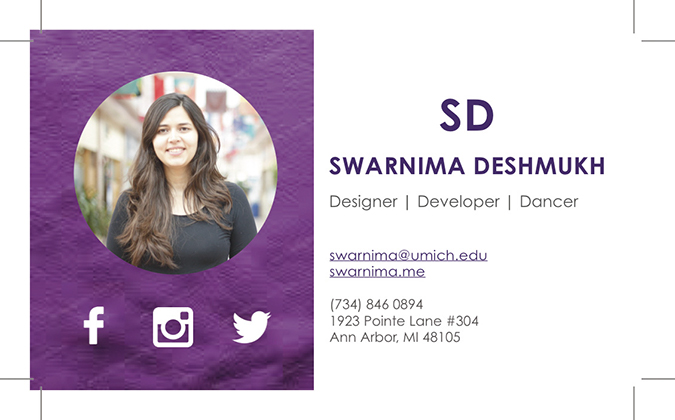 SD
SWARNIMA DESHMUKH
Designer | Developer | Dancer
swarnima@umich.edu
swarnima.me
(734) 846 0894
1923 Pointe Lane #304
Ann Arbor, MI 48105